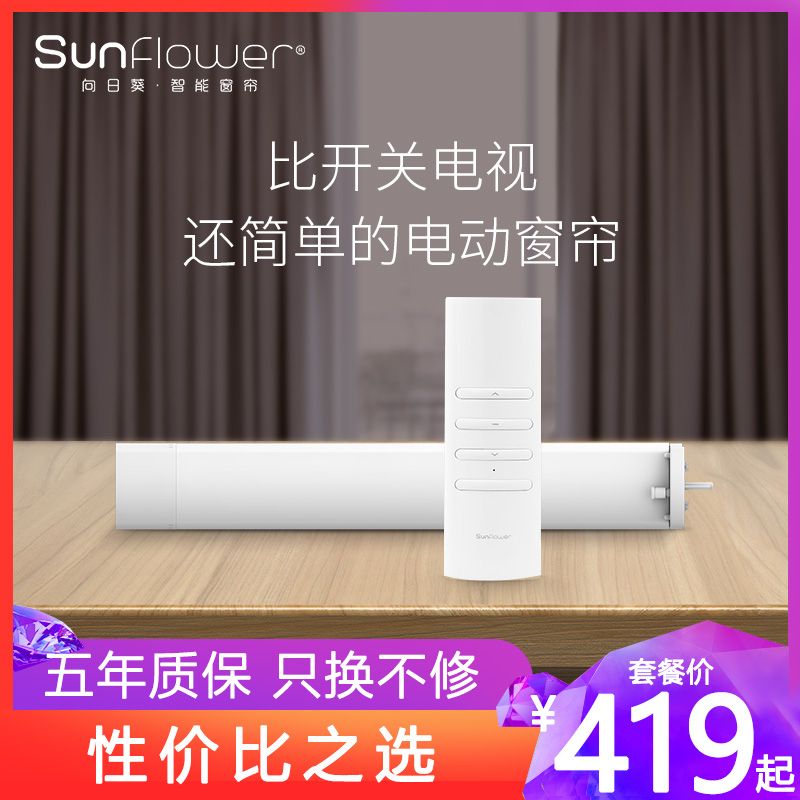 Sunflower®
向日葵·智能窗帘
比开关电视
还简单的电动窗帘
Sunflower
五年质保 只换不修
性价比之选
套餐价
¥419起